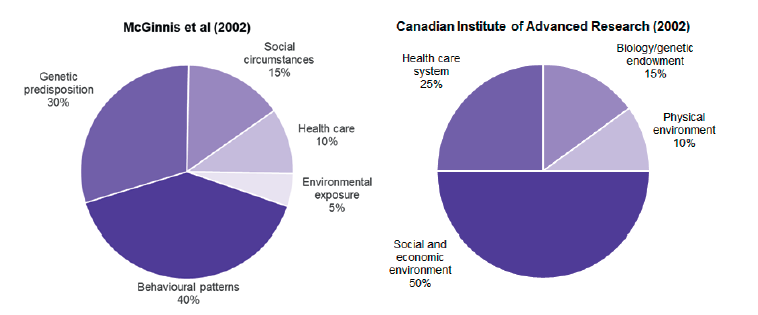 McGinnis et al (2002)
Social
circumstances
15%
Genetic
predisposition
30%
Health care
10%
Environmental
exposure
5%
Behavioural patterns
40%
Canadian Institute of Advanced Research (2002)
Biology/genetic
endowment
15%
Health care
system
25%
Physical
environment
10%
Social and
economic
environment
50%